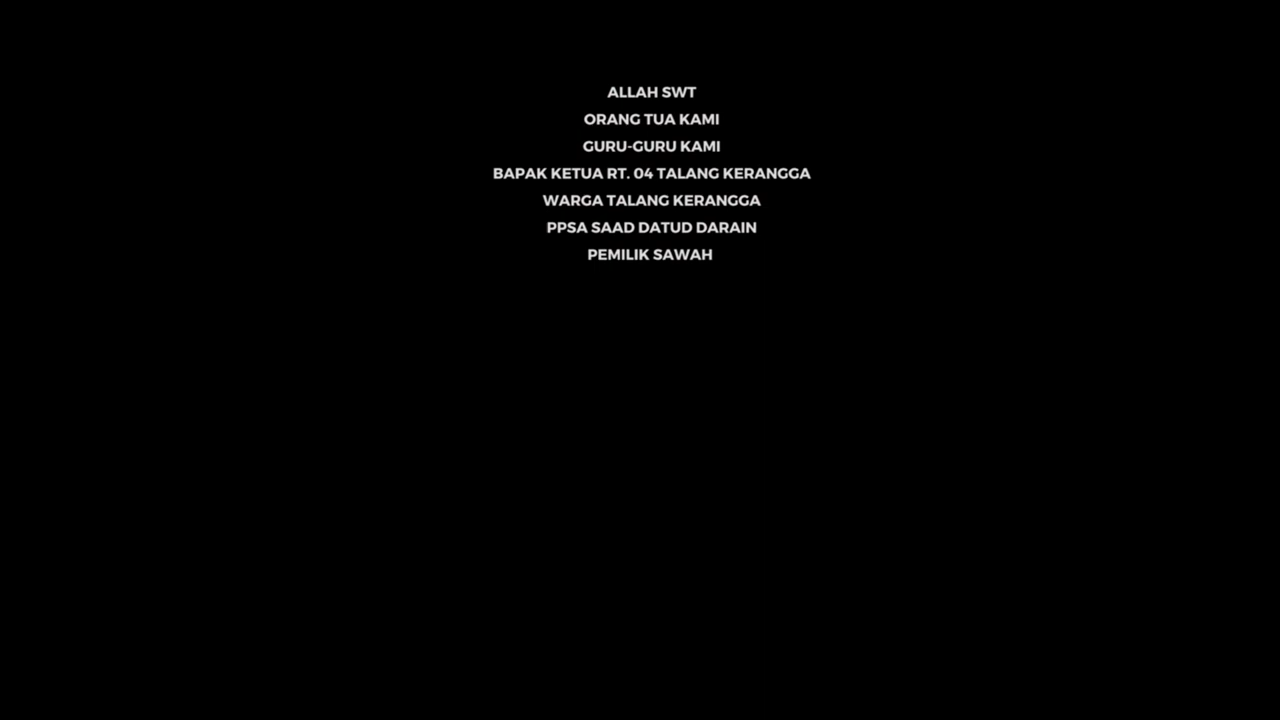 ALLAH SWT
ORANG TUA KAMI
GURU-GURU KAMI
BAPAK KETUA RT. 04 TALANG KERANGGA
WARGA TALANG KERANGGA
PPSA SAAD DATUD DARAIN
PEMILIK SAWAH